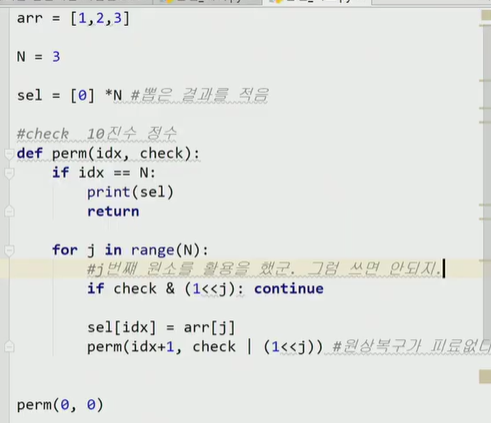 arr = [1,2,3]
N = 3
sel = [0] *N #뽑은 결과를 적음
#check 10진수 정수
def perm(idx, check):
if idx == N:
print(sel)
return
for j in range(N):
#j번째 원소를 활용을 했군. 그럼 쓰면 안되지.
if check & (1<<j): continue
sel[idx] = arr[j]
perm(idx+1, check | (1<<j)) #원상복구가 피료없다
perm(0, 0)